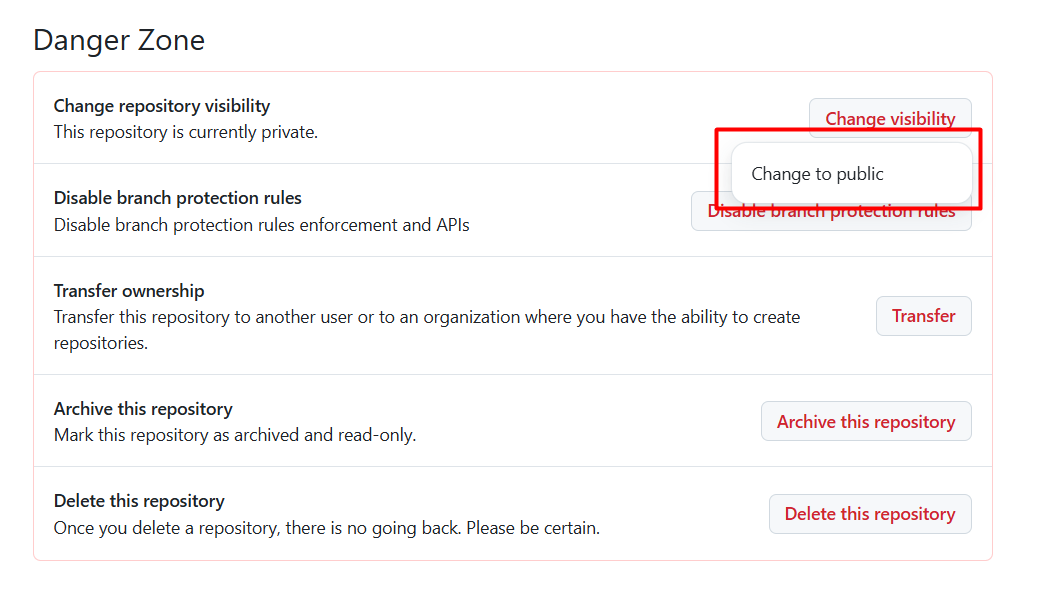 Danger Zone
Change repository visibility
This repository is currently private.
Change visibility
Change to public
Disable branch protection rules
Disable branch protection rules enforcement and APIs
Disable branch protection rules
Transfer ownership
Transfer this repository to another user or to an organization where you have the ability to create
repositories.
Transfer
Archive this repository
Mark this repository as archived and read-only.
Archive this repository
Delete this repository
Once you delete a repository, there is no going back. Please be certain.
Delete this repository